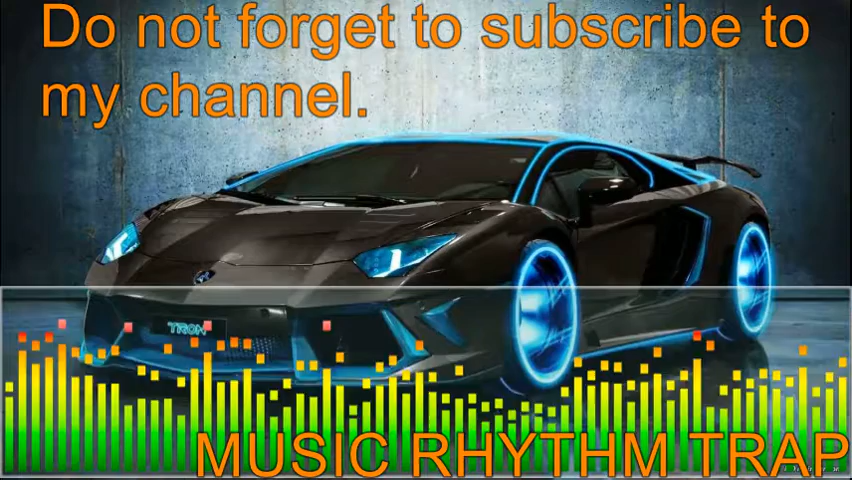 Do not forget to subscribe to
my channel.
TRON
MUSIC RHYTHM TRAP